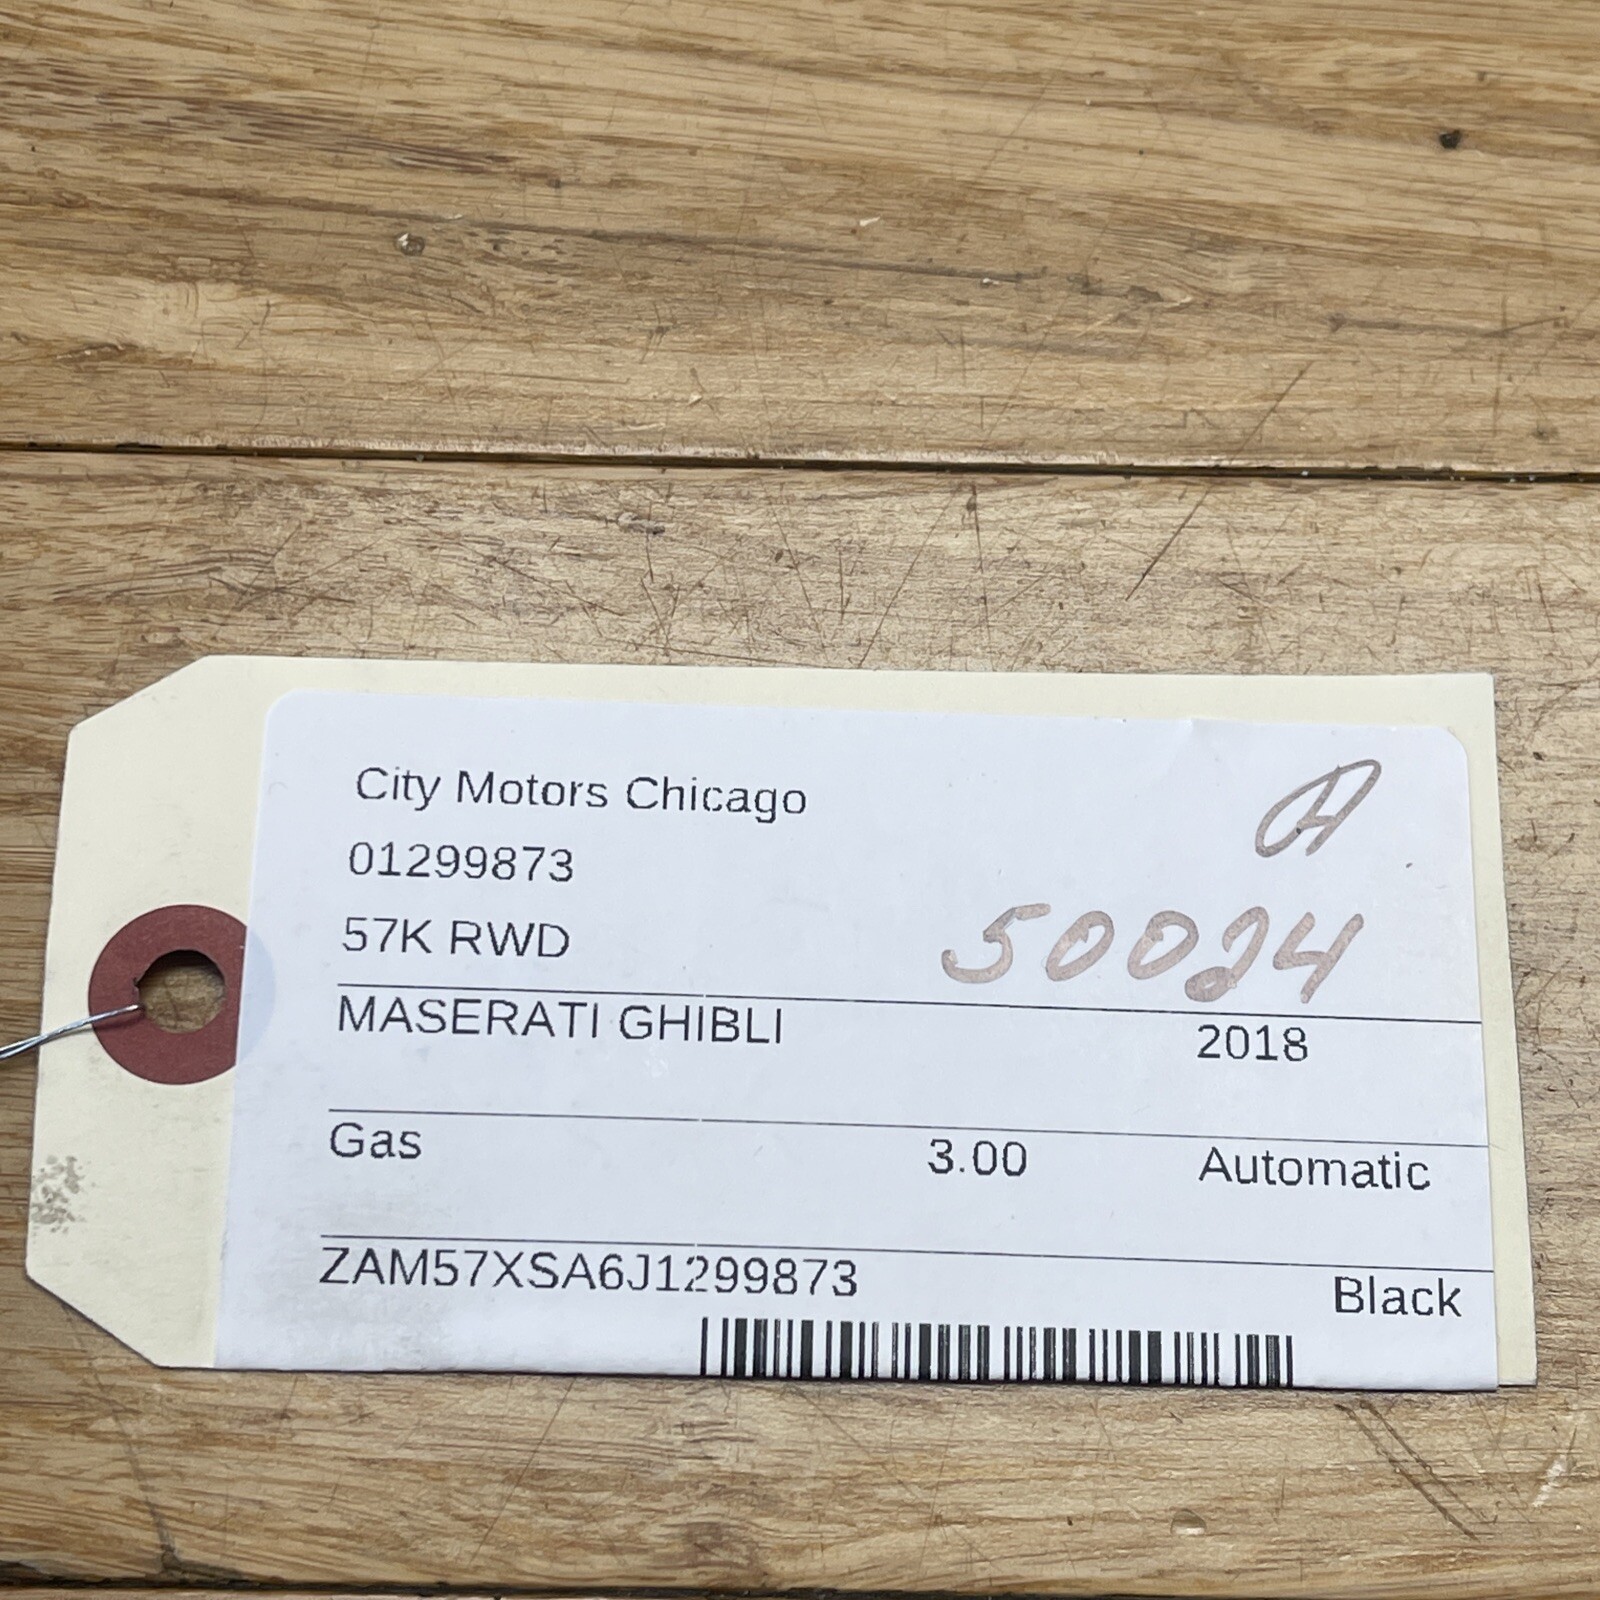 City Motors Chicago
01299873
57K RWD
50024
MASERATI GHIBLI 2018
Gas 3.00 Automatic
ZAM57XSA6J1299873
Black